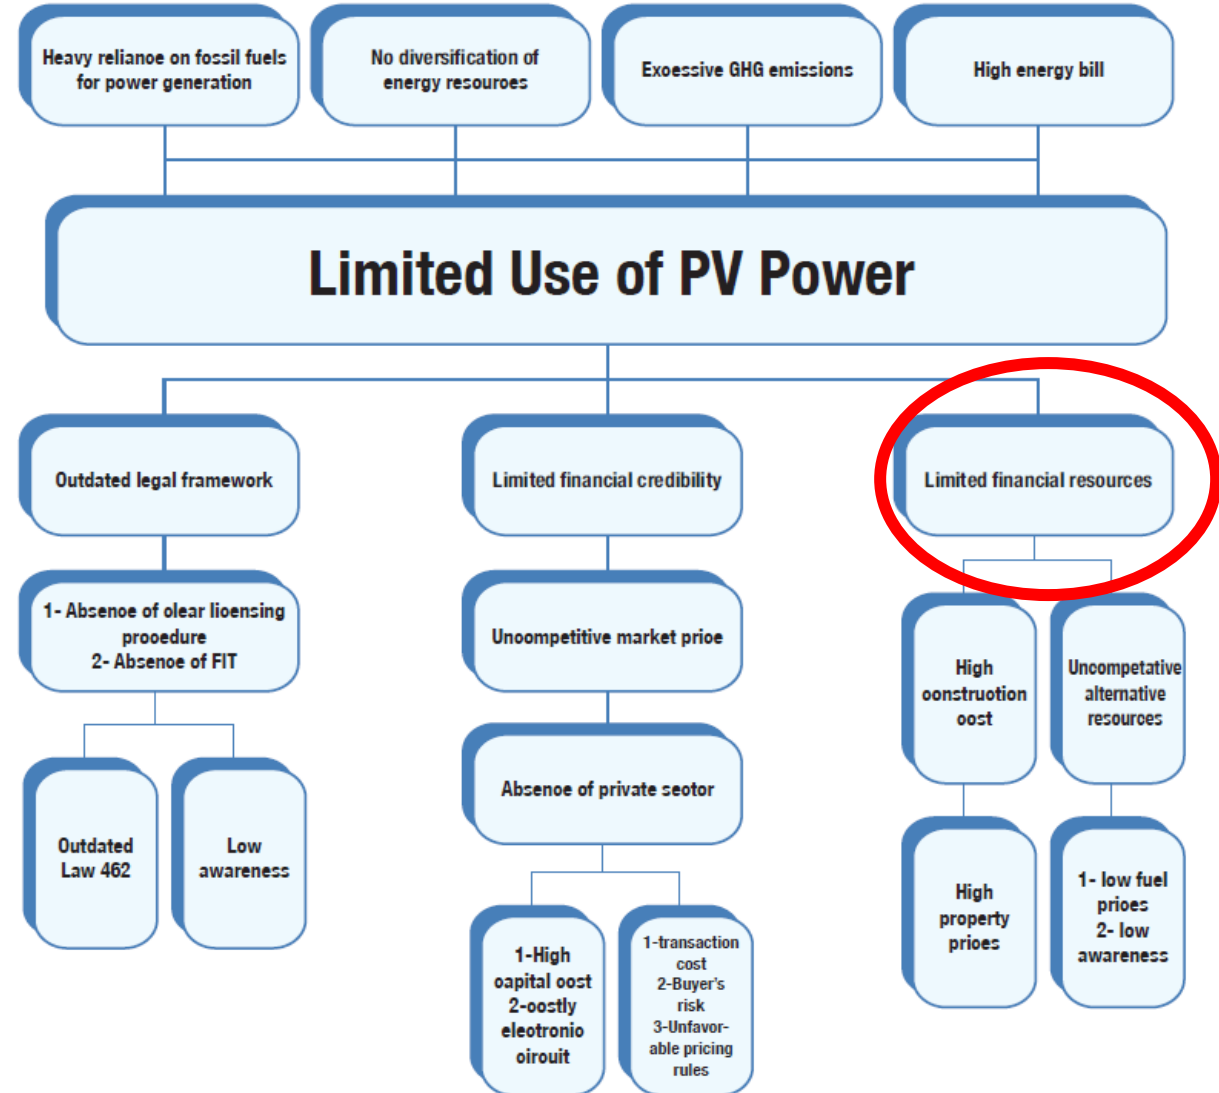 Heavy relianoe on fossil fuels
for power generation
No diversification of
energy resouroes
Exoessive GHG emissions
High energy bill
Limited Use of PV Power
Outdated legal framework
Limited financial credibility
Limited financial resources
1- Absenoe of olear lioensing
prooedure
2- Absenoe of FIT
Unoompetitive market prioe
High
oonstruotion
oost
Uncompetative
alternative
resources
Absenoe of private seotor
Outdated
Law 462
Low
awareness
High
property
prioes
1- low fuel
prioes
2- low
awareness
1-High
oapital oost
2-oostly
eleotronio
oirouit
1-transaction
cost
2-Buyer's
risk
3-Unfavor-
able pricing
rules